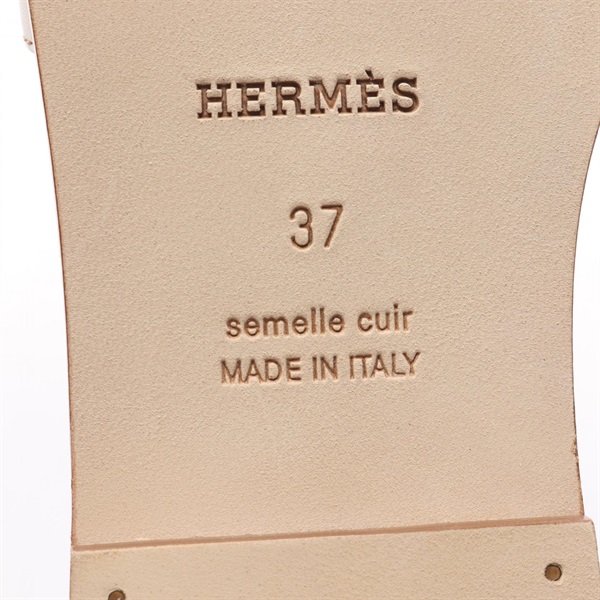 HERMÈS
37
semelle cuir
MADE IN ITALY